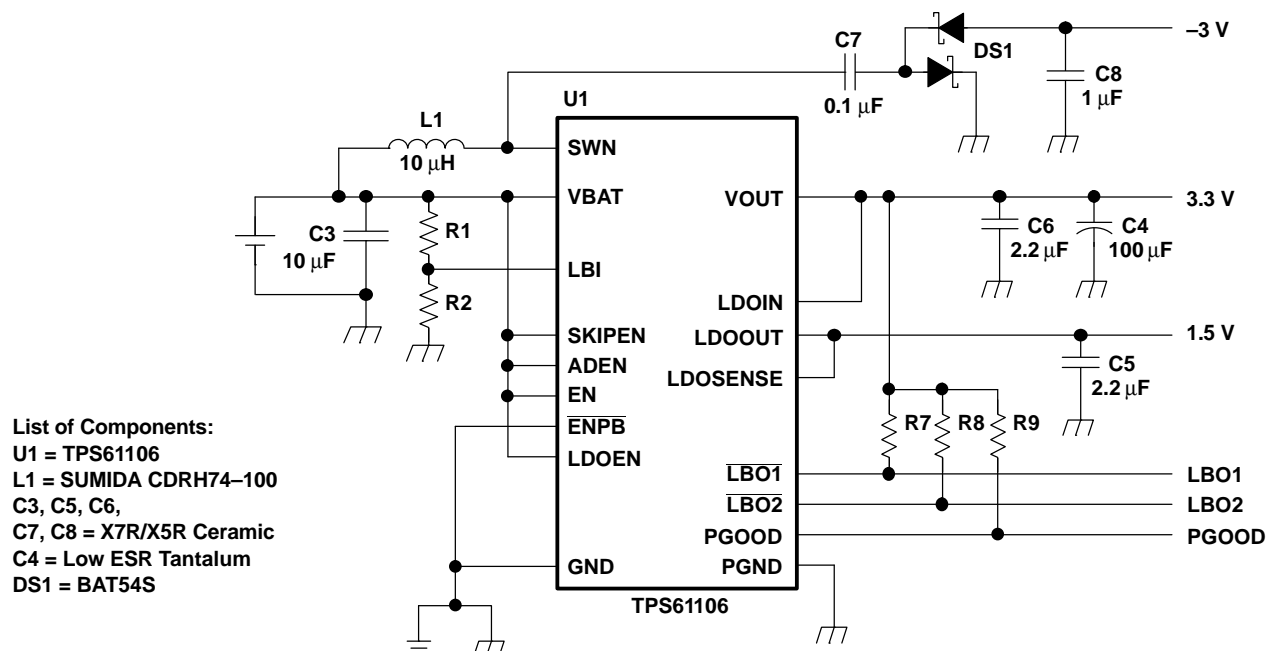 –3 V
C7
DS1
C8
0.1 µF
1 µF
U1
L1
10 µH
SWN
VBAT
VOUT
3.3 V
C3
10 µF
R1
C6
2.2 µF
C4
100 µF
LBI
R2
LDOIN
SKIPEN
LDOOUT
1.5 V
ADEN
LDOSENSE
C5
2.2 µF
EN
ENPB
R7
R8
R9
LDOEN
LBO1
LBO1
LBO2
LBO2
PGOOD
PGOOD
GND
PGND
TPS61106
List of Components:
U1 = TPS61106
L1 = SUMIDA CDRH74–100
C3, C5, C6,
C7, C8 = X7R/X5R Ceramic
C4 = Low ESR Tantalum
DS1 = BAT54S